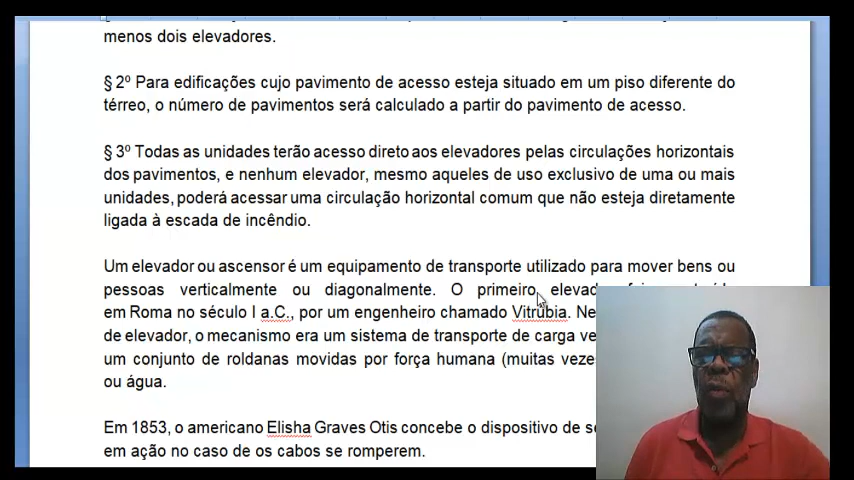 menos dois elevadores.
§ 2º Para edificações cujo pavimento de acesso esteja situado em um piso diferente do
térreo, o número de pavimentos será calculado a partir do pavimento de acesso.
§ 3º Todas as unidades terão acesso direto aos elevadores pelas circulações horizontais
dos pavimentos, e nenhum elevador, mesmo aqueles de uso exclusivo de uma ou mais
unidades, poderá acessar uma circulação horizontal comum que não esteja diretamente
ligada à escada de incêndio.
Um elevador ou ascensor é um equipamento de transporte utilizado para mover bens ou
pessoas verticalmente ou diagonalmente. O primeiro
em Roma no século I a.C., por um engenheiro chamado Vitrúbia.
de elevador, o mecanismo era um sistema de transporte de carga
um conjunto de roldanas movidas por força humana (muitas
ou água.
Em 1853, o americano Elisha Graves Otis concebe o dispositivo de
em ação no caso de os cabos se romperem.